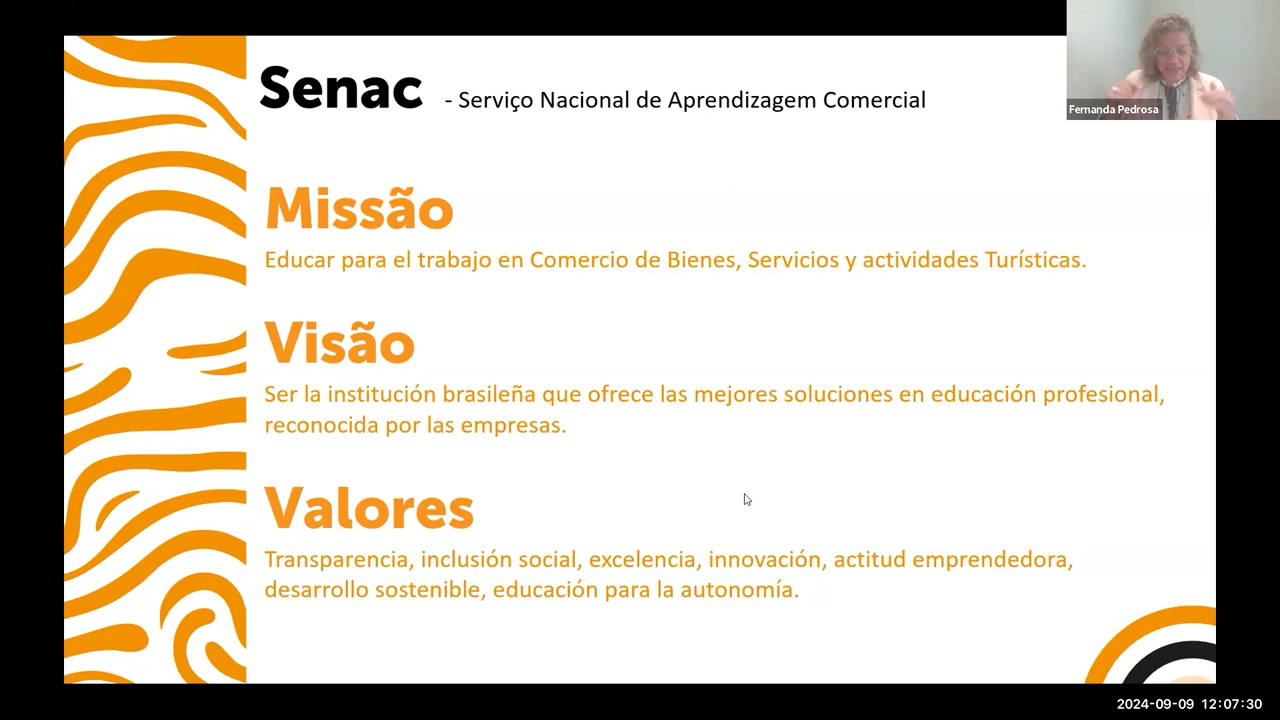 Senac - Serviço Nacional de Aprendizagem Comercial
Fernanda Pedrosa
Missão
Educar para el trabajo en Comercio de Bienes, Servicios y actividades Turísticas.
Visão
Ser la institución brasileña que ofrece las mejores soluciones en educación profesional,
reconocida por las empresas.
Valores
Transparencia, inclusión social, excelencia, innovación, actitud emprendedora,
desarrollo sostenible, educación para la autonomía.
2024-09-09 12:07:30